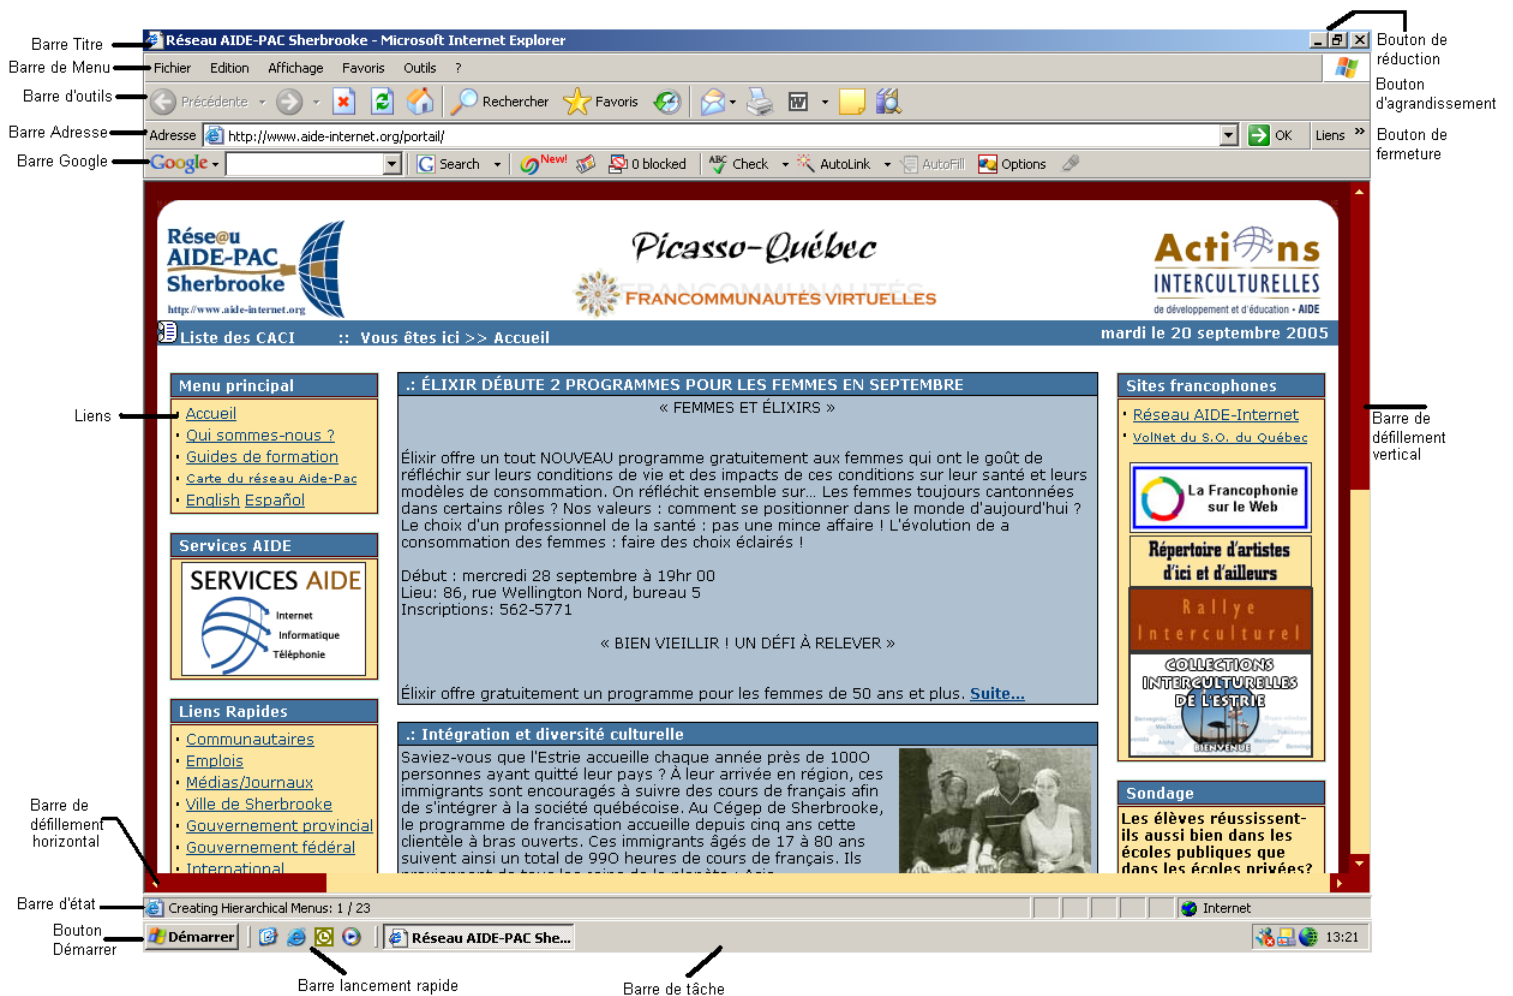 Barre Titre
Réseau AIDE-PAC Sherbrooke - Microsoft Internet Explorer
Bouton de
réduction
Barre de Menu
Fichier Edition Affichage Favoris Outils ?
Bouton
d'agrandissement
Barre d'outils
Précédente Rechercher Favoris
Barre Adresse
Adresse http://www.aide-internet.org/portail/ OK Liens »
Bouton de
fermeture
Barre Google
Google Search New! 0 blocked ABC Check AutoLink AutoFill Options
Rése@u
AIDE-PAC
Sherbrooke
http://www.aide-internet.org
Picasso-Québec
FRANCOMMUNAUTÉS
FRANCOMMUNAUTÉS VIRTUELLES
Acti ns
INTERCULTURELLES
de développement et d'éducation • AIDE
Liste des CACI :: Vous êtes ici >> Accueil
mardi le 20 septembre 2005
Menu principal
Liens
• Accueil
• Qui sommes-nous ?
• Guides de formation
• Carte du réseau Aide-Pac
• English Español
Services AIDE
SERVICES AIDE
Internet
Informatique
Téléphonie
Liens Rapides
• Communautaires
• Emplois
• Médias/Journaux
• Ville de Sherbrooke
• Gouvernement provincial
• Gouvernement fédéral
• International
.: ÉLIXIR DÉBUTE 2 PROGRAMMES POUR LES FEMMES EN SEPTEMBRE
« FEMMES ET ÉLIXIRS »
Élixir offre un tout NOUVEAU programme gratuitement aux femmes qui ont le goût de
réfléchir sur leurs conditions de vie et des impacts de ces conditions sur leur santé et leurs
modèles de consommation. On réfléchit ensemble sur... Les femmes toujours cantonnées
dans certains rôles ? Nos valeurs : comment se positionner dans le monde d'aujourd'hui ?
Le choix d'un professionnel de la santé : pas une mince affaire ! L'évolution de a
consommation des femmes : faire des choix éclairés !
Début : mercredi 28 septembre à 19hr 00
Lieu: 86, rue Wellington Nord, bureau 5
Inscriptions: 562-5771
« BIEN VIEILLIR ! UN DÉFI À RELEVER »
Élixir offre gratuitement un programme pour les femmes de 50 ans et plus. Suite...
.: Intégration et diversité culturelle
Saviez-vous que l'Estrie accueille chaque année près de 1000
personnes ayant quitté leur pays ? À leur arrivée en région, ces
immigrants sont encouragés à suivre des cours de français afin
de s'intégrer à la société québécoise. Au Cégep de Sherbrooke,
le programme de francisation accueille depuis cinq ans cette
clientèle à bras ouverts. Ces immigrants âgés de 17 à 80 ans
suivent ainsi un total de 990 heures de cours de français. Ils
proviennent de tous les coins de la planète : Asie
Sites francophones
• Réseau AIDE-Internet
• VolNet du S.O. du Québec
La Francophonie
sur le Web
Répertoire d'artistes
d'ici et d'ailleurs
Rallye
Interculturel
COLLECTIONS
INTERCULTURELLES
DE L'ESTRIE
BIENVENUE
Sondage
Les élèves réussissent-
ils aussi bien dans les
écoles publiques que
dans les écoles privées?
Barre de
défillement
vertical
Barre de
défillement
horizontal
Barre d'état
Creating Hierarchical Menus: 1 / 23 Internet
Bouton
Démarrer
Démarrer Réseau AIDE-PAC She... 13:21
Barre lancement rapide
Barre de tâche